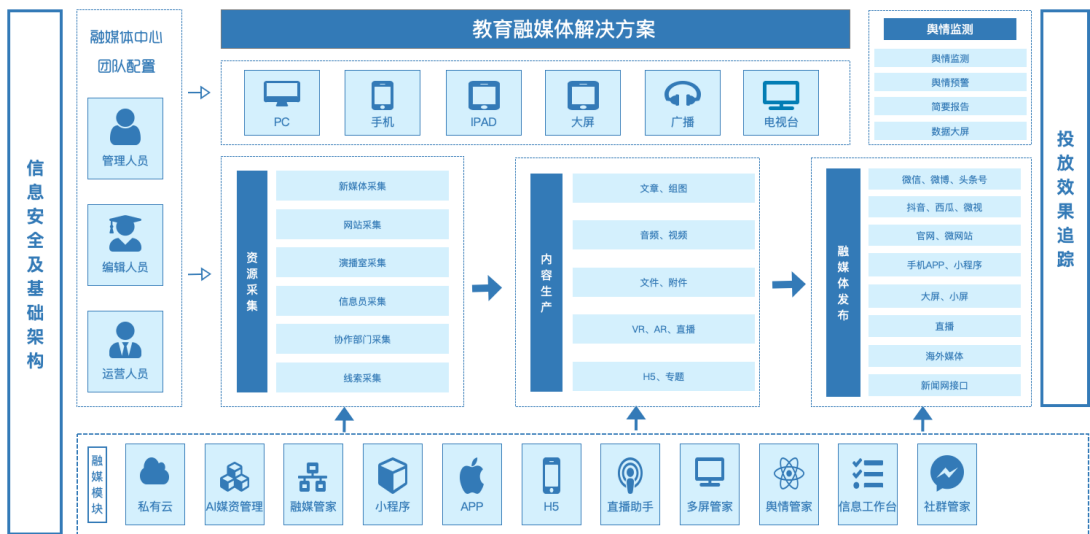 信息安全及基础架构
融媒体中心
团队配置
管理人员
编辑人员
运营人员
教育融媒体解决方案
PC
手机
IPAD
大屏
广播
电视台
舆情监测
舆情监测
舆情预警
简要报告
数据大屏
资源采集
新媒体采集
网站采集
演播室采集
信息员采集
协作部门采集
线索采集
内容生产
文章、组图
音频、视频
文件、附件
VR、AR、直播
H5、专题
融媒体发布
微信、微博、头条号
抖音、西瓜、微视
官网、微网站
手机APP、小程序
大屏、小屏
直播
海外媒体
新闻网接口
投放效果追踪
融媒模块
私有云
AI媒资管理
融媒管家
小程序
APP
H5
直播助手
多屏管家
舆情管家
信息工作台
社群管家